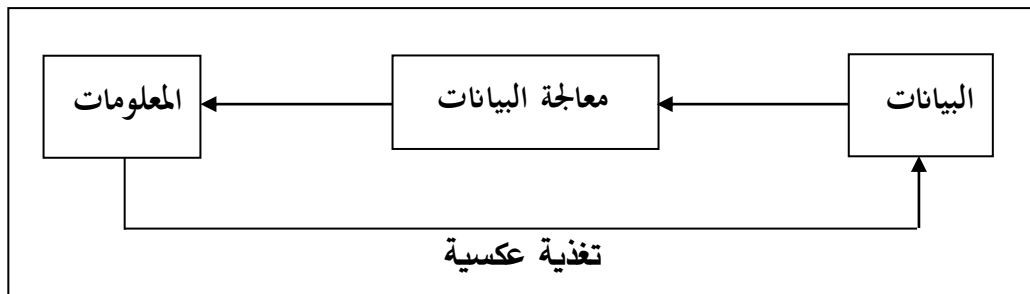 البيانات
معالجة البيانات
المعلومات
تغذية عكسية